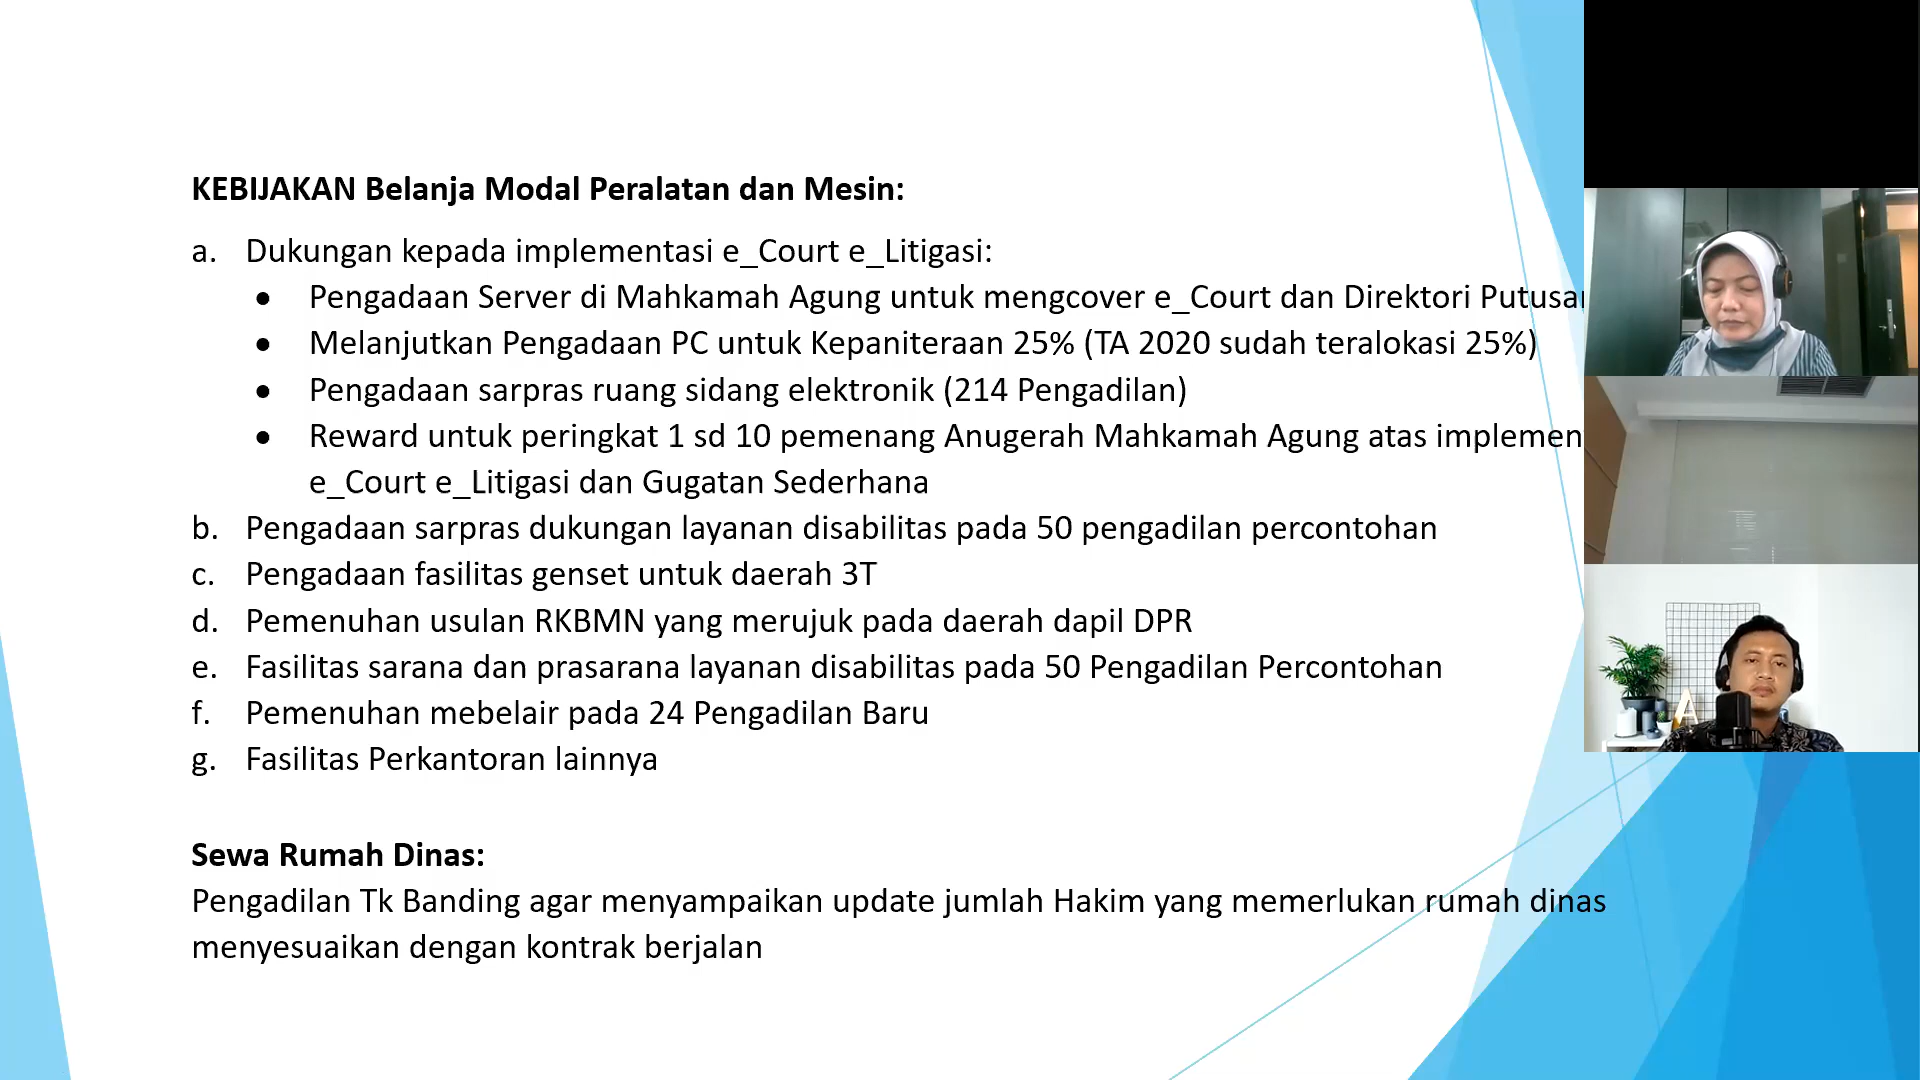 KEBIJAKAN Belanja Modal Peralatan dan Mesin:
a. Dukungan kepada implementasi e_Court e_Litigasi:
• Pengadaan Server di Mahkamah Agung untuk mengcover e_Court dan Direktori
• Melanjutkan Pengadaan PC untuk Kepaniteraan 25% (TA 2020 sudah teralokasi 25%)
• Pengadaan sarpras ruang sidang elektronik (214 Pengadilan)
• Reward untuk peringkat 1 sd 10 pemenang Anugerah Mahkamah Agung atas
e_Court e_Litigasi dan Gugatan Sederhana
b. Pengadaan sarpras dukungan layanan disabilitas pada 50 pengadilan percontohan
c. Pengadaan fasilitas genset untuk daerah 3T
d. Pemenuhan usulan RKBMN yang merujuk pada daerah dapil DPR
e. Fasilitas sarana dan prasarana layanan disabilitas pada 50 Pengadilan Percontohan
f. Pemenuhan mebelair pada 24 Pengadilan Baru
g. Fasilitas Perkantoran lainnya
Sewa Rumah Dinas:
Pengadilan Tk Banding agar menyampaikan update jumlah Hakim yang memerlukan rumah dinas
menyesuaikan dengan kontrak berjalan